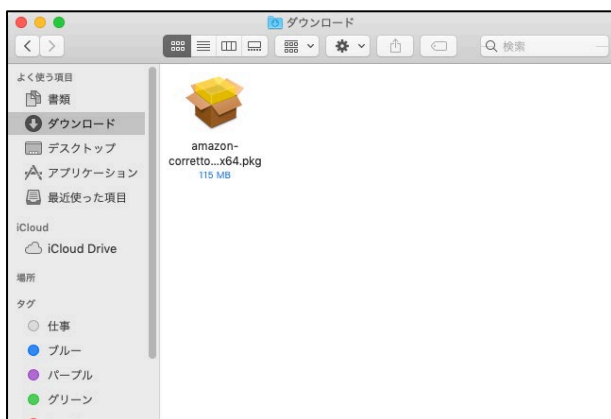 ダウンロード
検索
よく使う項目
書類
ダウンロード
デスクトップ
アプリケーション
最近使った項目
iCloud
iCloud Drive
場所
タグ
仕事
ブルー
パープル
グリーン
amazon-
corretto...x64.pkg
115 MB